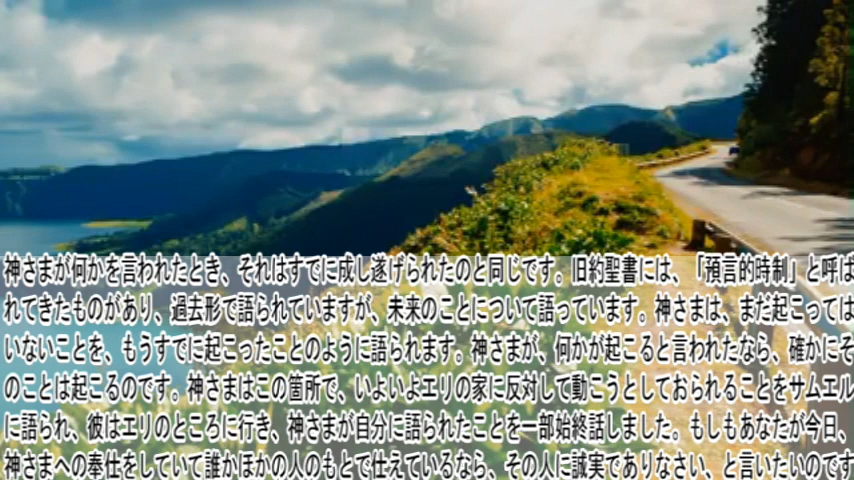 神さまが何かを言われたとき、それはすでに成し遂げられたのと同じです。旧約聖書には、「預言的時制」と呼ば
れてきたものがあり、過去形で語られていますが、未来のことについて語っています。神さまは、まだ起こっては
いないことを、もうすでに起こったことのように語られます。神さまが、何かが起こると言われたなら、確かにそ
のことは起こるのです。神さまはこの箇所で、いよいよエリの家に反対して動こうとしておられることをサムエル
に語られ、彼はエリのところに行き、神さまが自分に語られたことを一部始終話しました。もしもあなたが今日、
神さまへの奉仕をしていて誰かほかの人のもとで仕えているなら、その人に誠実でありなさい、と言いたいのです